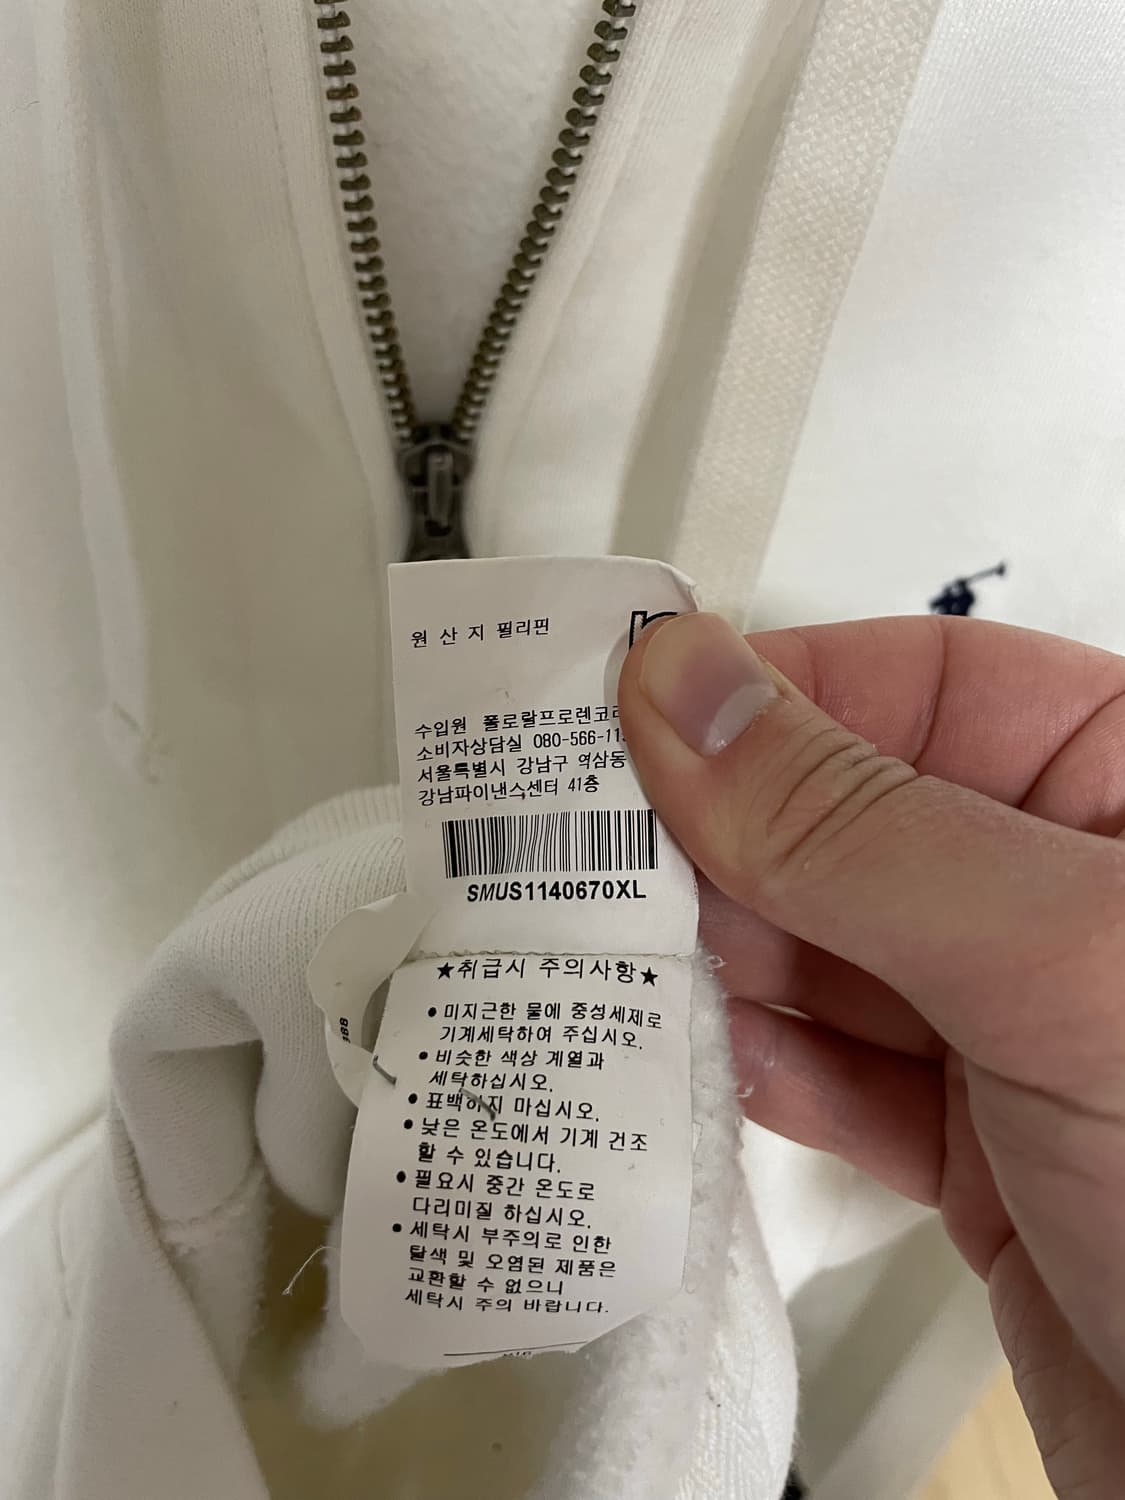 원 산 지 필리핀
수입원 폴로랄프로렌코
소비자상담실 080-566-11
서울특별시 강남구 역삼동
강남파이낸스센터 41층
SMUS1140670XL
★취급시 주의사항★
● 미지근한 물에 중성세제로
기계세탁하여 주십시오.
● 비슷한 색상 계열과
세탁하십시오.
● 표백하지 마십시오.
● 낮은 온도에서 기계 건조
할 수 있습니다.
● 필요시 중간 온도로
다리미질 하십시오.
● 세탁시 부주의로 인한
탈색 및 오염된 제품은
교환할 수 없으니
세탁시 주의 바랍니다.